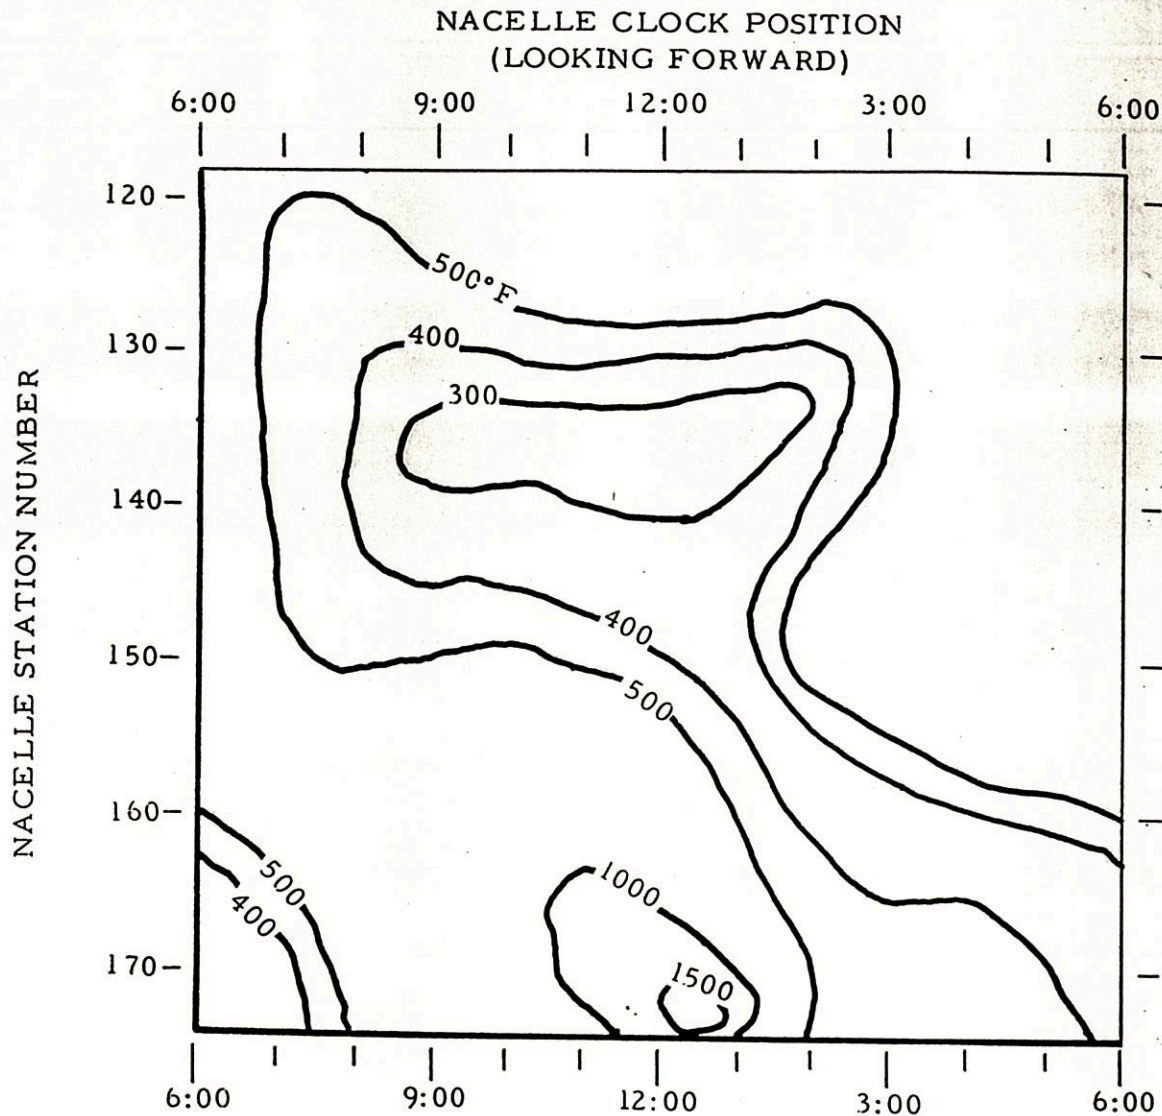 NACELLE CLOCK POSITION
(LOOKING FORWARD)
6:00 9:00 12:00 3:00 6:00
120
500°F
130
400
300
NACELLE STATION NUMBER
140
400
150
500
160
500
1000
400
170
1500
6:00 9:00 12:00 3:00 6:00